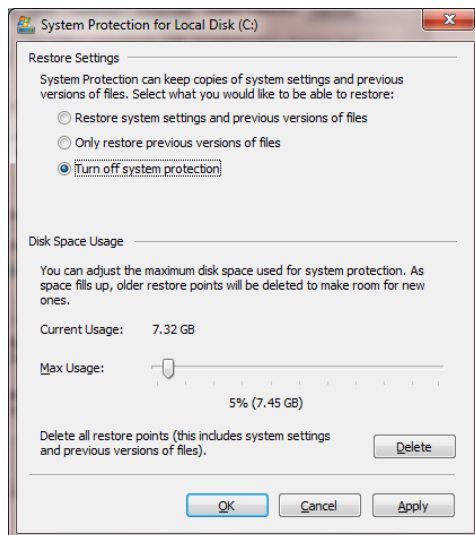 System Protection for Local Disk (C:)
Restore Settings
System Protection can keep copies of system settings and previous
versions of files. Select what you would like to be able to restore:
Restore system settings and previous versions of files
Only restore previous versions of files
Turn off system protection
Disk Space Usage
You can adjust the maximum disk space used for system protection. As
space fills up, older restore points will be deleted to make room for new
ones.
Current Usage: 7.32 GB
Max Usage:
5% (7.45 GB)
Delete all restore points (this includes system settings
and previous versions of files).
Delete
OK Cancel Apply